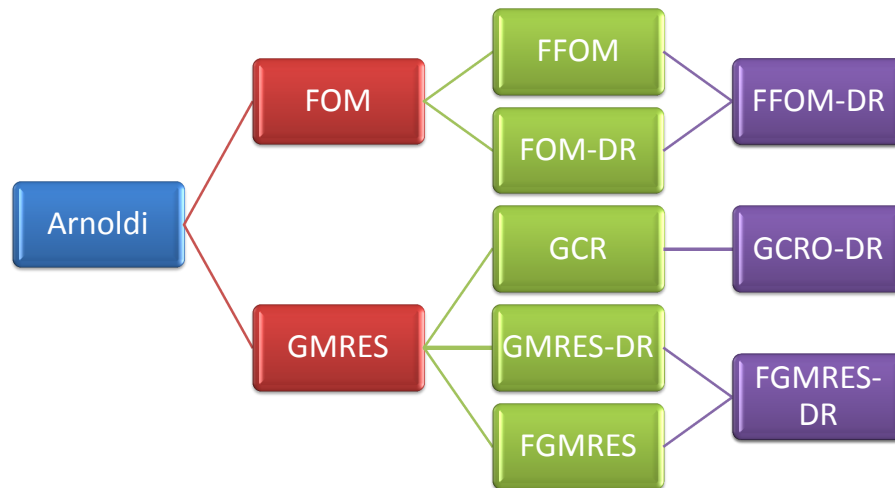 Arnoldi
FOM
GMRES
FFOM
FOM-DR
GCR
GMRES-DR
FGMRES
FFOM-DR
GCRO-DR
FGMRES-
DR